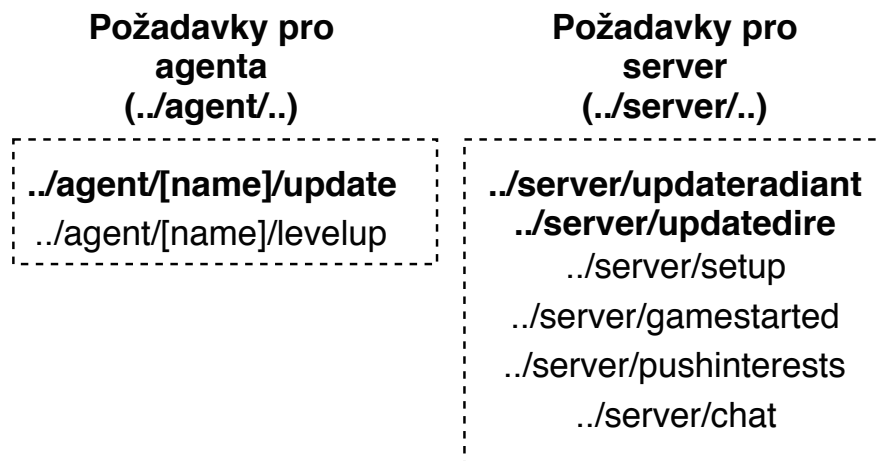 Požadavky pro
agenta
(../agent/..)
../agent/[name]/update
../agent/[name]/levelup
Požadavky pro
server
(../server/..)
../server/updateradiant
../server/updatedire
../server/setup
../server/gamestarted
../server/pushinterests
../server/chat